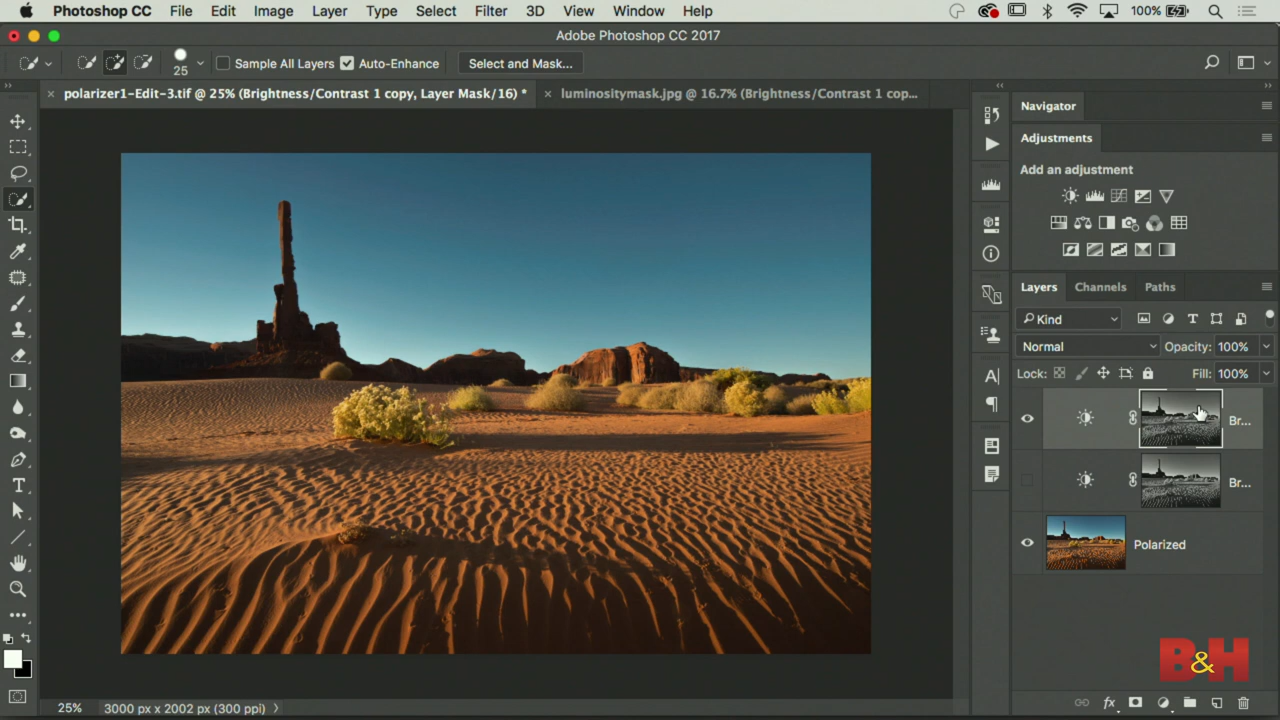 Photoshop CC File Edit Image Layer Type Select Filter 3D View Window Help 100%
Adobe Photoshop CC 2017
25 Sample All Layers Auto-Enhance Select and Mask...
× polarizer1-Edit-3.tif @ 25% (Brightness/Contrast 1 copy, Layer Mask/16) * × luminositymask.jpg @ 16.7% (Brightness/Contrast 1 cop...
Navigator
Adjustments
Add an adjustment
Layers Channels Paths
Kind
Normal Opacity: 100%
Lock: Fill: 100%
Br...
Br...
Polarized
B&H
25% 3000 px x 2002 px (300 ppi)